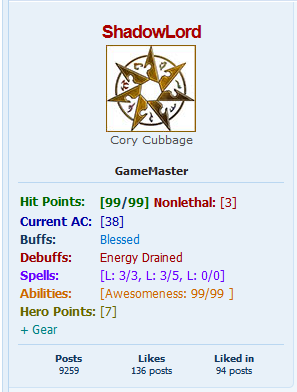 ShadowLord
Cory Cubbage
GameMaster
Hit Points: [99/99] Nonlethal: [3]
Current AC: [38]
Buffs: Blessed
Debuffs: Energy Drained
Spells: [L: 3/3, L: 3/5, L: 0/0]
Abilities: [Awesomeness: 99/99 ]
Hero Points: [7]
+ Gear
Posts Likes Liked in
9259 136 posts 94 posts